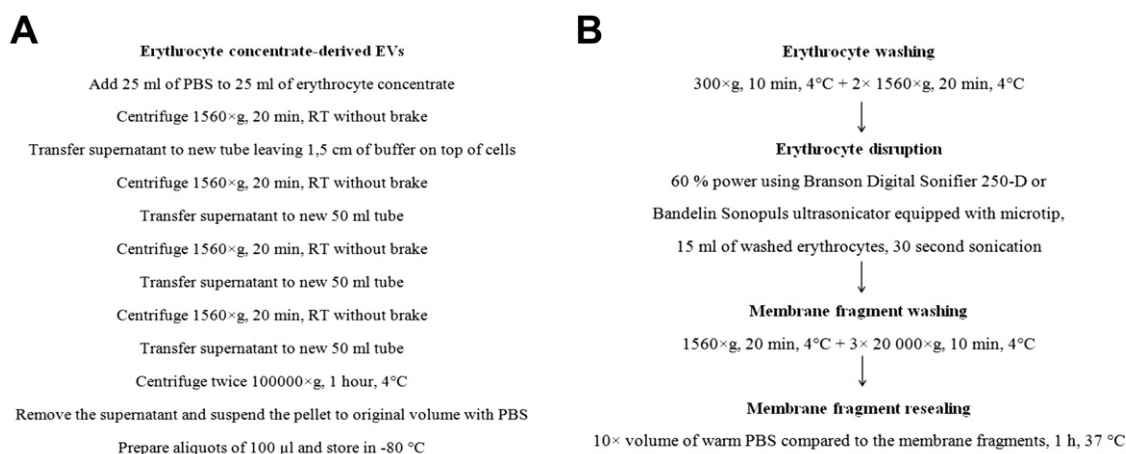 A
Erythrocyte concentrate-derived EVs
Add 25 ml of PBS to 25 ml of erythrocyte concentrate
Centrifuge 1560×g, 20 min, RT without brake
Transfer supernatant to new tube leaving 1,5 cm of buffer on top of cells
Centrifuge 1560×g, 20 min, RT without brake
Transfer supernatant to new 50 ml tube
Centrifuge 1560×g, 20 min, RT without brake
Transfer supernatant to new 50 ml tube
Centrifuge 1560×g, 20 min, RT without brake
Transfer supernatant to new 50 ml tube
Centrifuge twice 100000×g, 1 hour, 4°C
Remove the supernatant and suspend the pellet to original volume with PBS
Prepare aliquots of 100 µl and store in -80 °C
B
Erythrocyte washing
300×g, 10 min, 4°C + 2× 1560×g, 20 min, 4°C
Erythrocyte disruption
60 % power using Branson Digital Sonifier 250-D or
Bandelin Sonopuls ultrasonicator equipped with microtip,
15 ml of washed erythrocytes, 30 second sonication
Membrane fragment washing
1560×g, 20 min, 4°C + 3× 20 000×g, 10 min, 4°C
Membrane fragment resealing
10× volume of warm PBS compared to the membrane fragments, 1 h, 37 °C